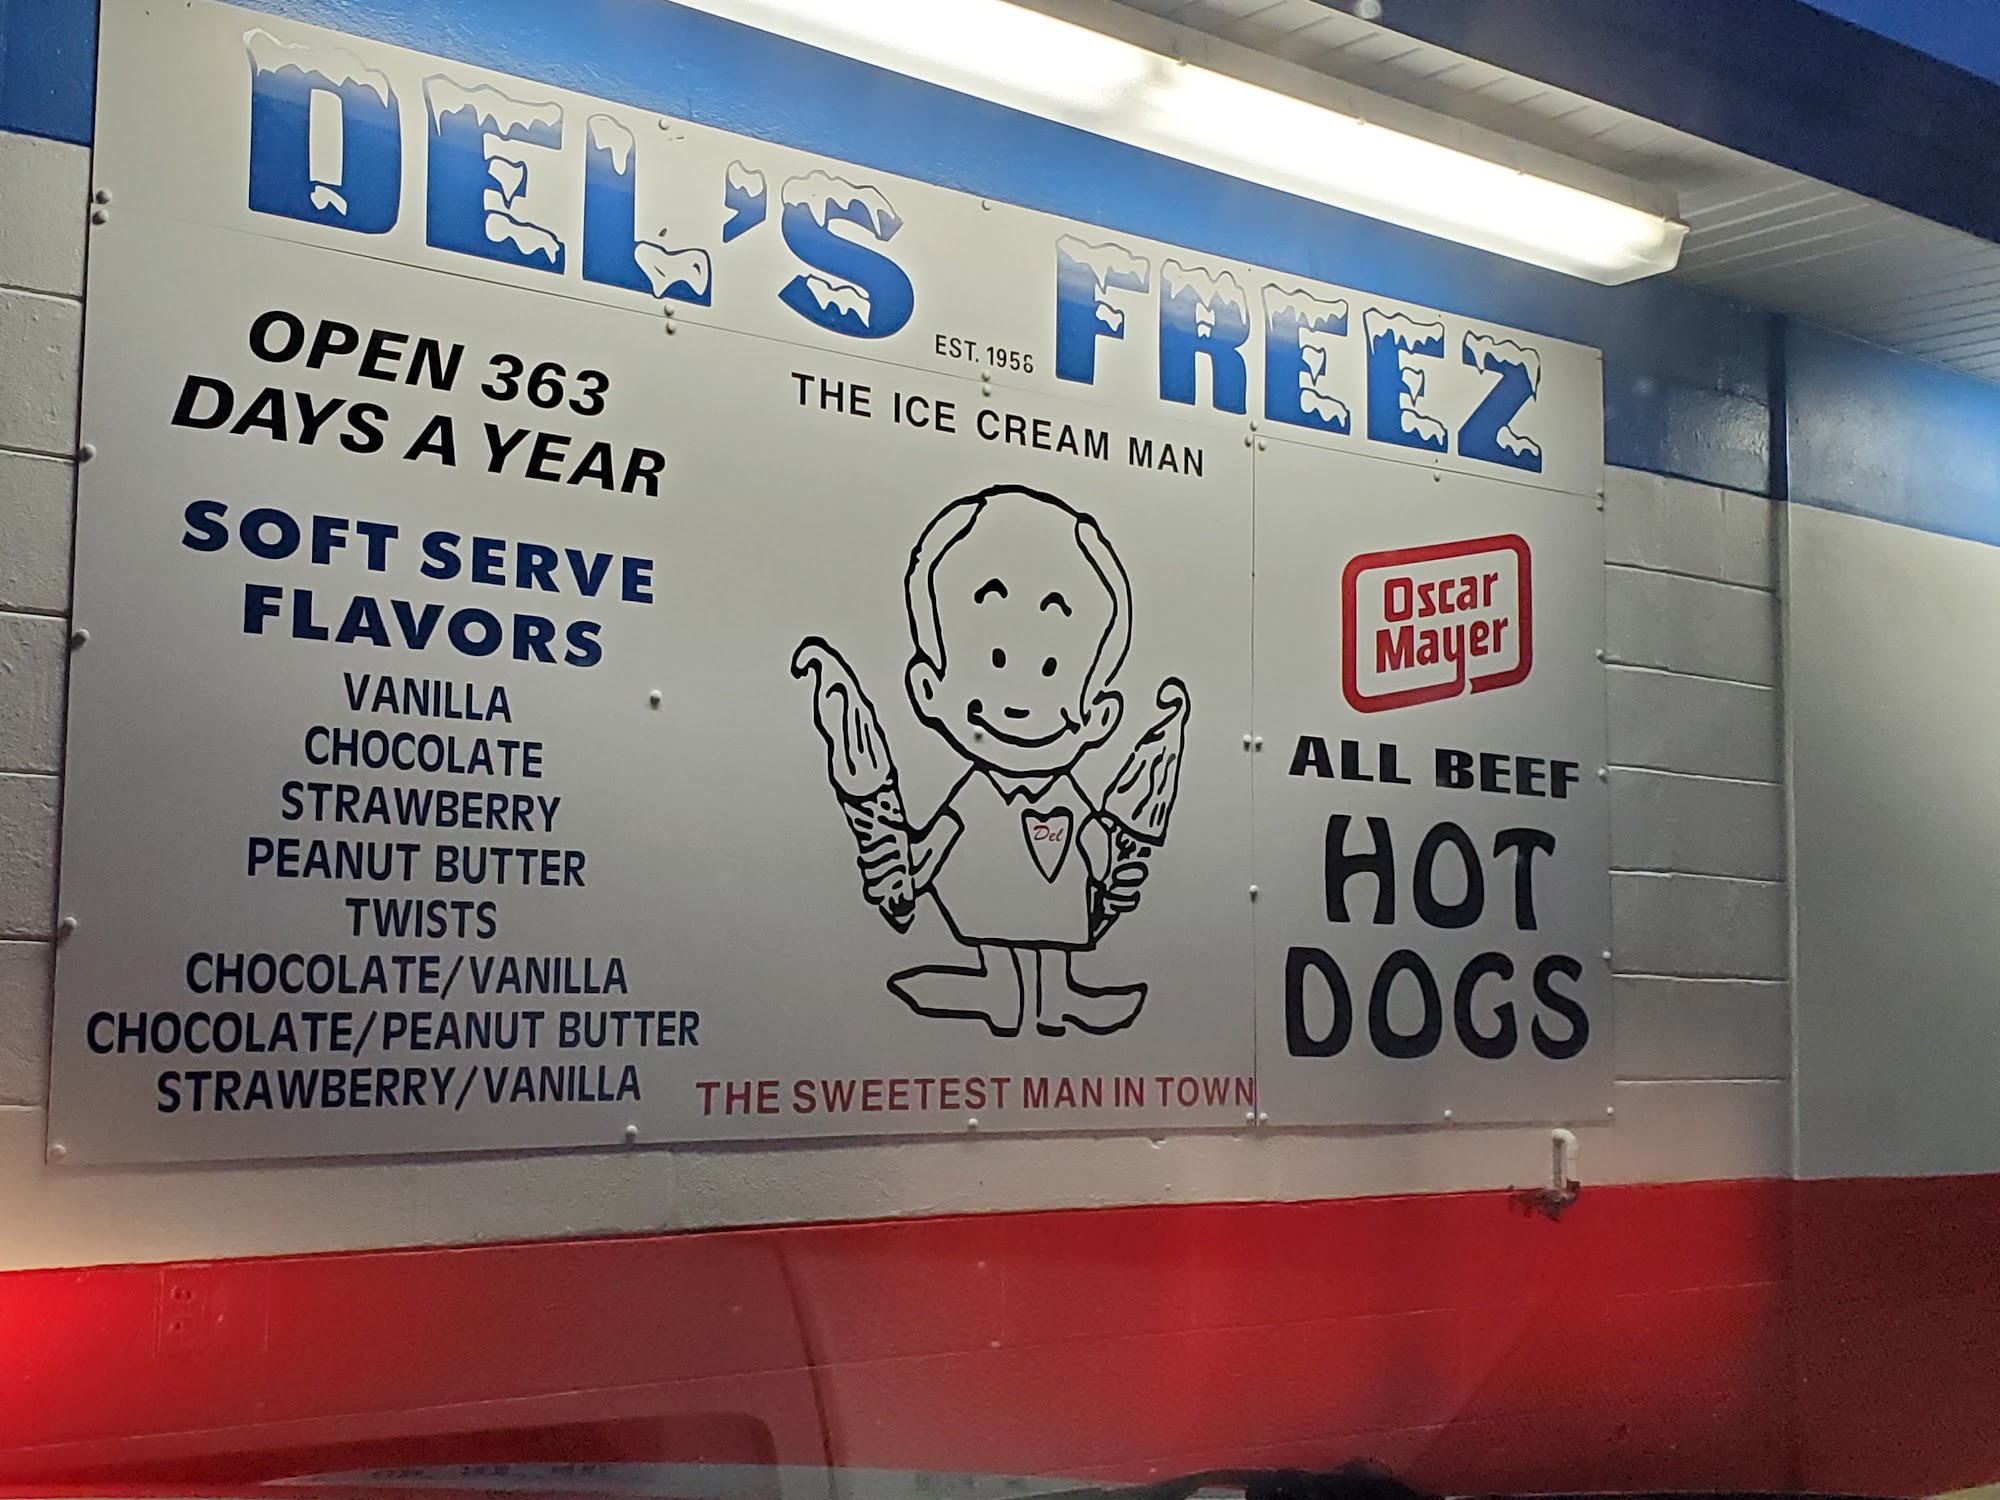 DEL'S FREEZ
EST. 1956
OPEN 363
DAYS A YEAR
SOFT SERVE
FLAVORS
VANILLA
CHOCOLATE
STRAWBERRY
PEANUT BUTTER
TWISTS
CHOCOLATE/VANILLA
CHOCOLATE/PEANUT BUTTER
STRAWBERRY/VANILLA
THE ICE CREAM MAN
Del
THE SWEETEST MAN IN TOWN
Oscar
Mayer
ALL BEEF
HOT
DOGS